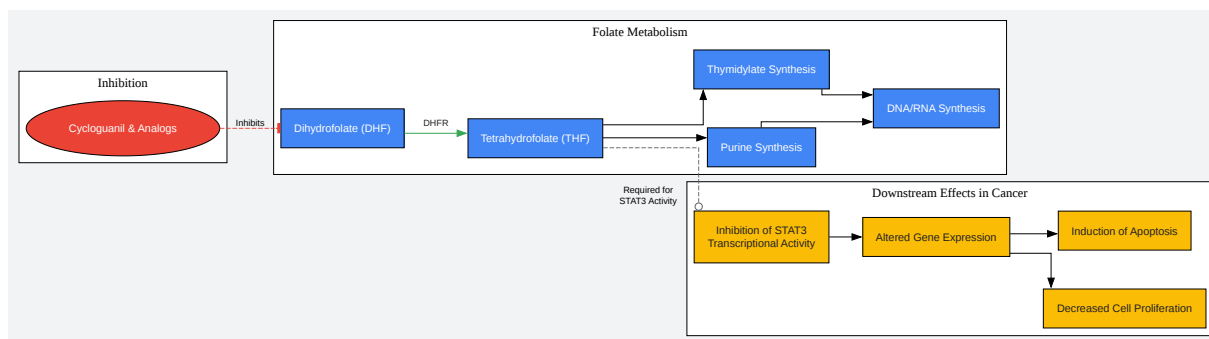 Folate Metabolism
Inhibition
Cycloguanil & Analogs
Inhibits
Dihydrofolate (DHF)
DHFR
Tetrahydrofolate (THF)
Thymidylate Synthesis
Purine Synthesis
DNA/RNA Synthesis
Required for
STAT3 Activity
Downstream Effects in Cancer
Inhibition of STAT3
Transcriptional Activity
Altered Gene Expression
Induction of Apoptosis
Decreased Cell Proliferation